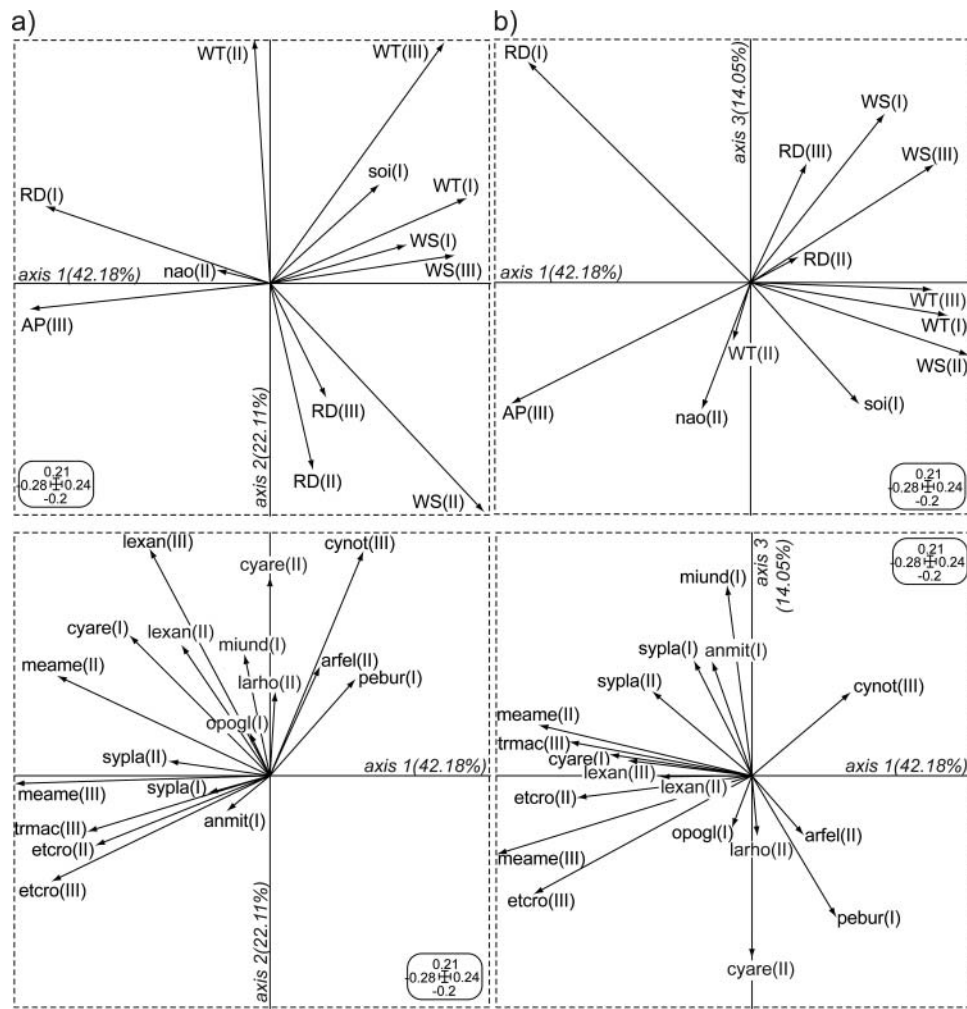 a)
WT(II)
WT(III)
soi(I)
WT(I)
RD(I)
WS(I)
nao(II)
WS(III)
axis 1(42.18%)
AP(III)
RD(III)
axis 2(22.11%)
RD(II)
WS(II)
0.21
-0.28 0.24
-0.2
b)
RD(I)
axis 3(14.05%)
WS(I)
RD(III)
WS(III)
RD(II)
axis 1(42.18%)
WT(III)
WT(I)
WT(II)
WS(II)
AP(III)
nao(II)
soi(I)
0.21
-0.28 0.24
-0.2
lexan(III)
cynot(III)
cyare(II)
cyare(I)
lexan(II)
miund(I)
meame(II)
arfel(II)
larho(II)
pebur(I)
opogl(I)
sypla(II)
axis 1(42.18%)
meame(III)
sypla(I)
anmit(I)
trmac(III)
etcro(II)
etcro(III)
axis 2(22.11%)
0.21
-0.28 0.24
-0.2
axis 3
(14.05%)
0.21
-0.28 0.24
-0.2
miund(I)
sypla(I)
anmit(I)
sypla(II)
cynot(III)
meame(II)
trmac(III)
cyare(I)
axis 1(42.18%)
lexan(III)
lexan(II)
etcro(II)
opogl(I)
arfel(II)
larho(II)
meame(III)
etcro(III)
pebur(I)
cyare(II)